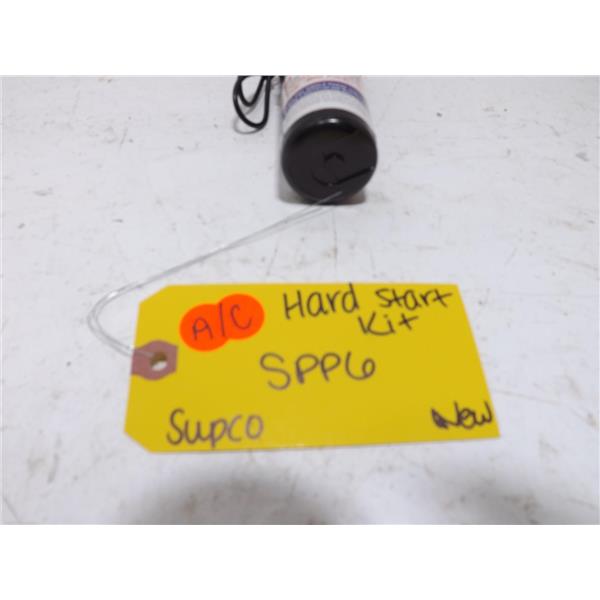 A/C Hard Start
Kit
SPP6
Supco New